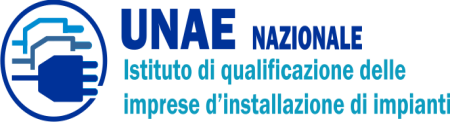 UNAE NAZIONALE
Istituto di qualificazione delle
imprese d'installazione di impianti